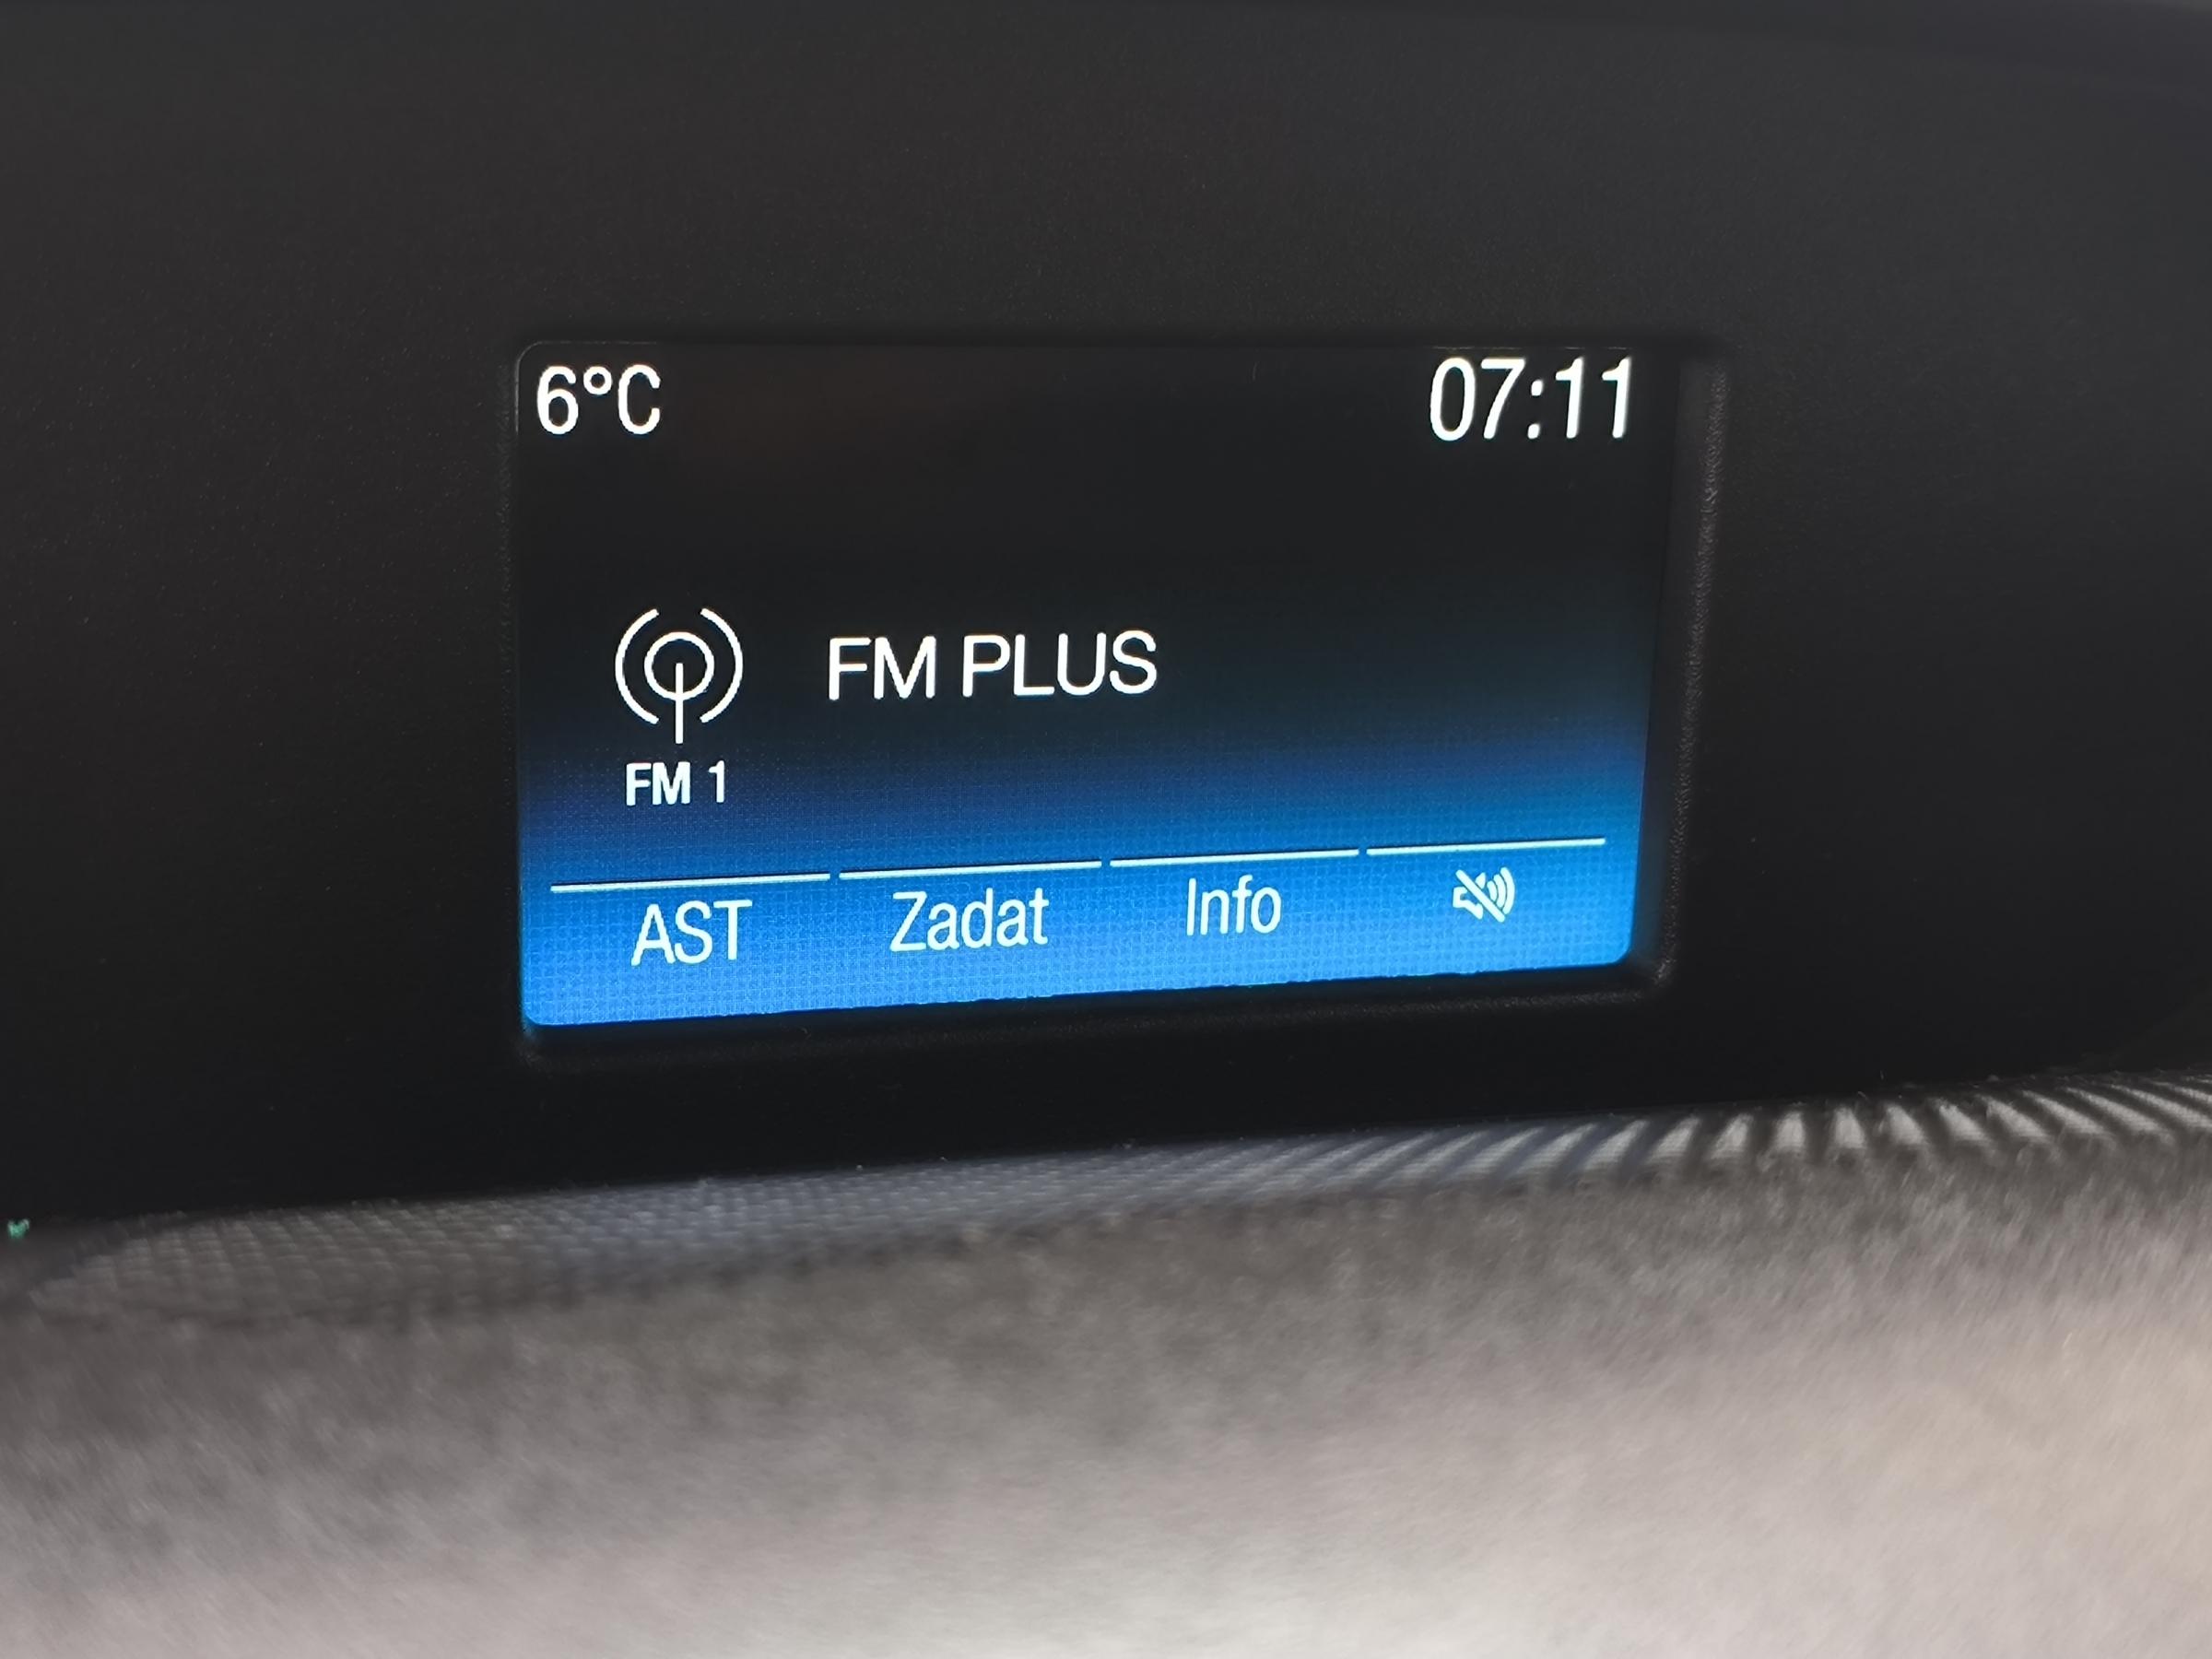 6°C 07:11
FM PLUS
FM 1
AST Zadat Info